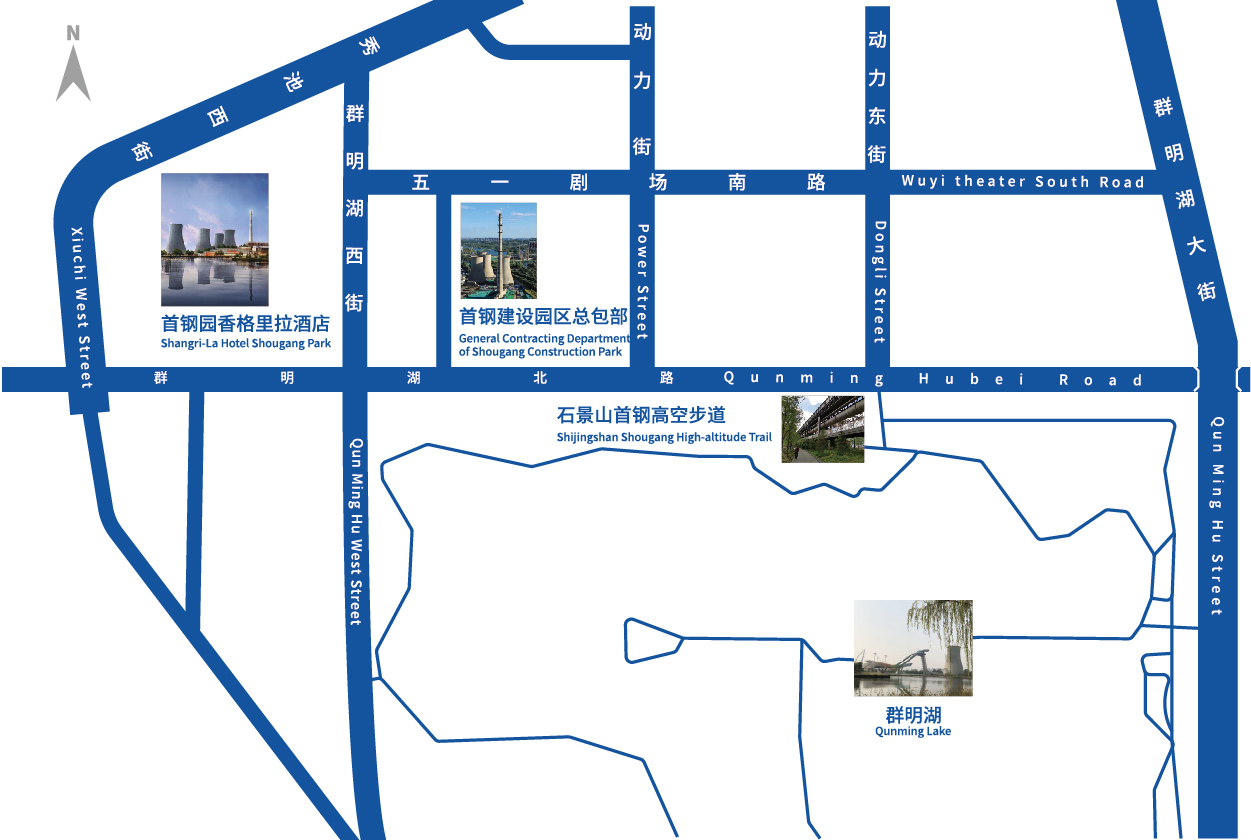 N
秀池西街
Xiuchi West Street
群明湖西街
Qun Ming Hu West Street
动力街
Power Street
动力东街
Dongli Street
群明湖大街
Qun Ming Hu Street
五一剧场南路
Wuyi theater South Road
首钢园香格里拉酒店
Shangri-La Hotel Shougang Park
首钢建设园区总包部
General Contracting Department
of Shougang Construction Park
群明湖北路 Qunming Hubei Road
石景山首钢高空步道
Shijingshan Shougang High-altitude Trail
群明湖
Qunming Lake